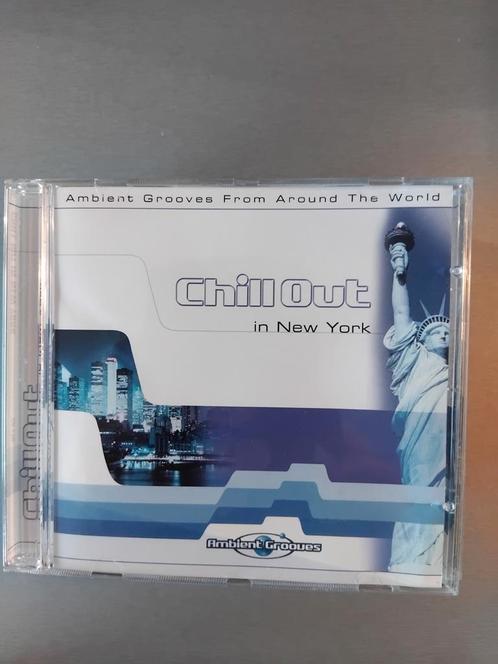 Ambient Grooves From Around The World
Chill Out
in New York
Ambient Grooves
Chill Out